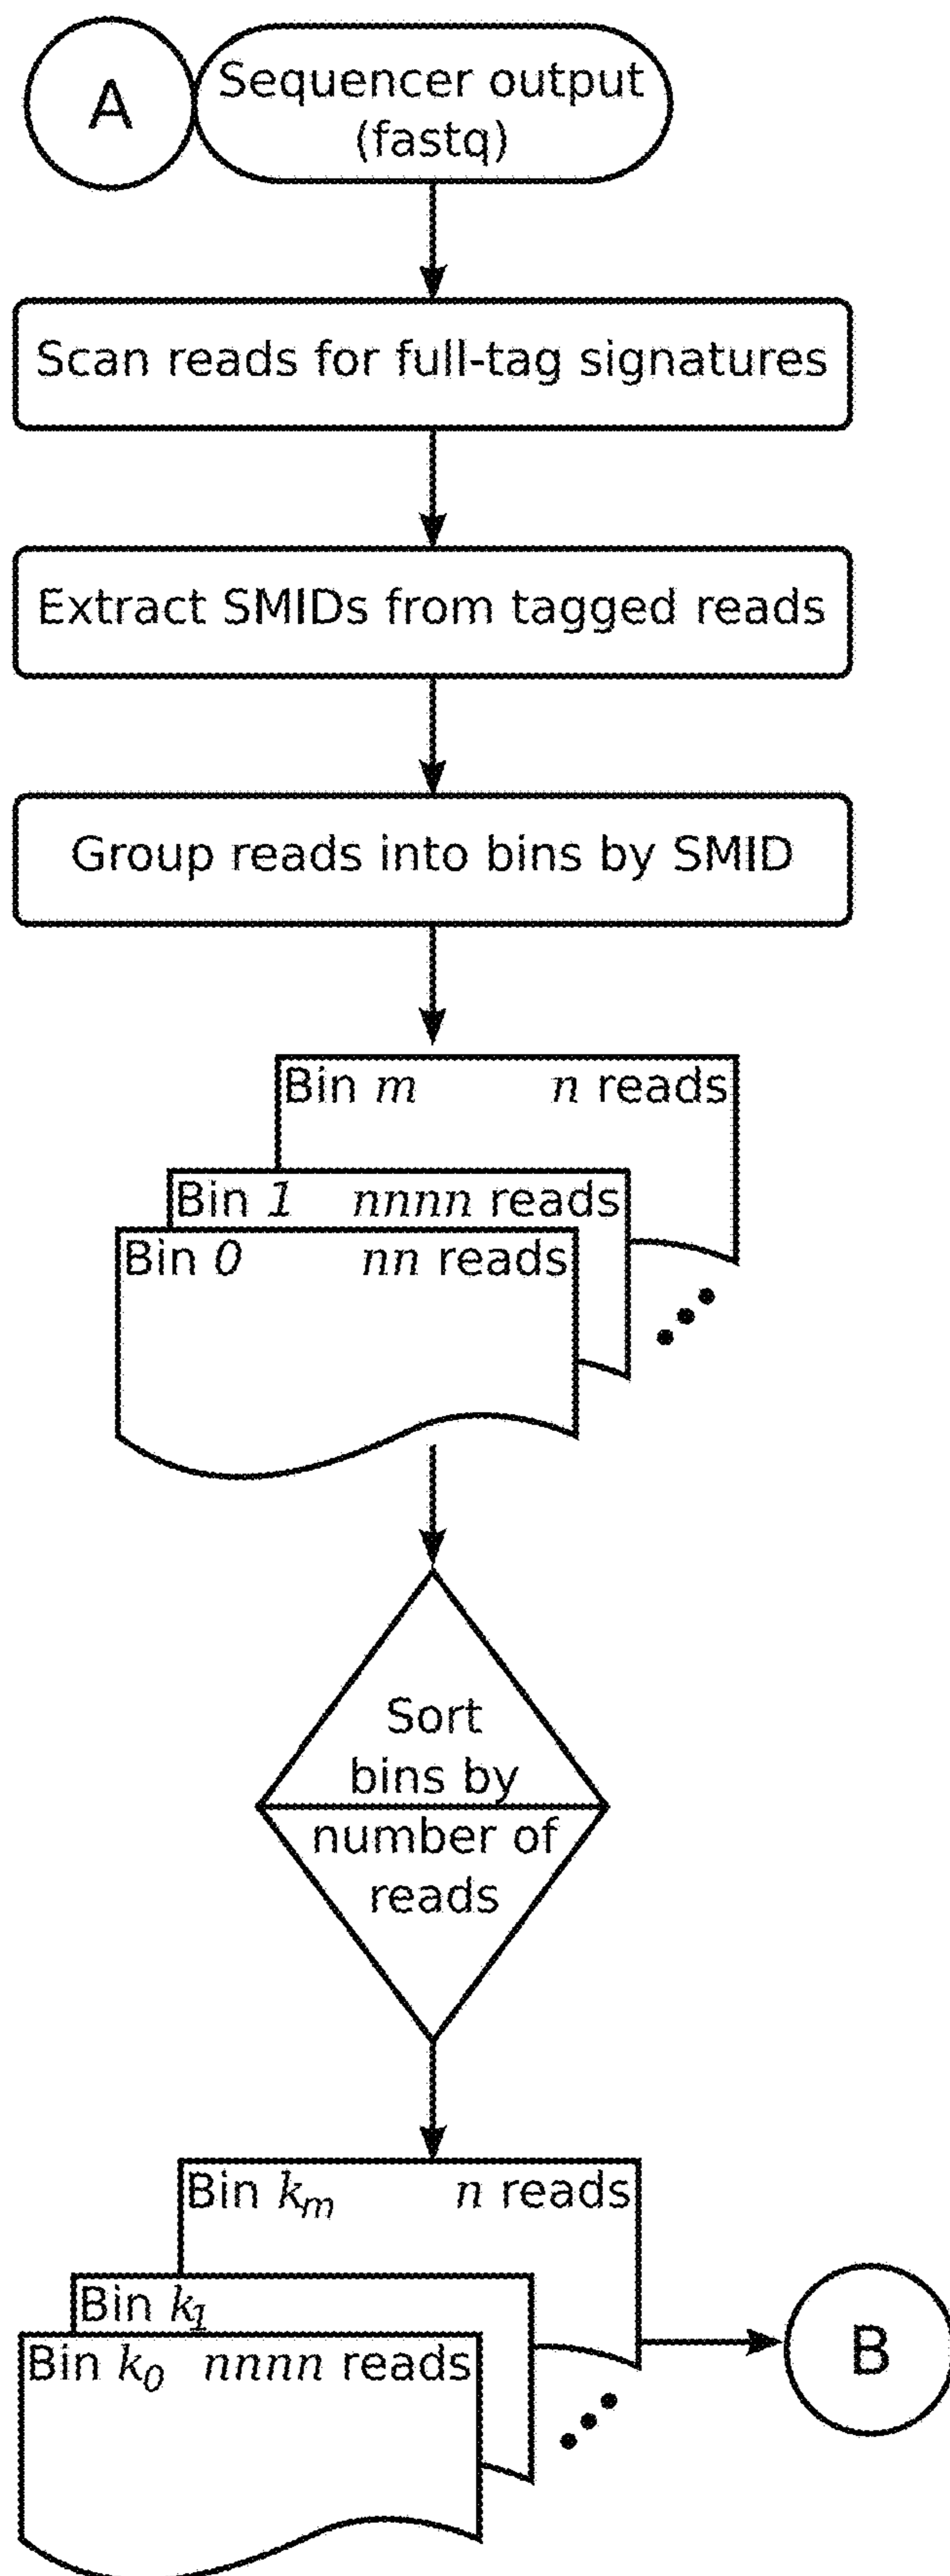 A
Sequencer output
(fastq)
Scan reads for full-tag signatures
Extract SMIDs from tagged reads
Group reads into bins by SMID
Bin m n reads
Bin 1 nnnn reads
Bin 0 nn reads
Sort
bins by
number of
reads
Bin kₘ n reads
Bin k₁
Bin k₀ nnnn reads
B